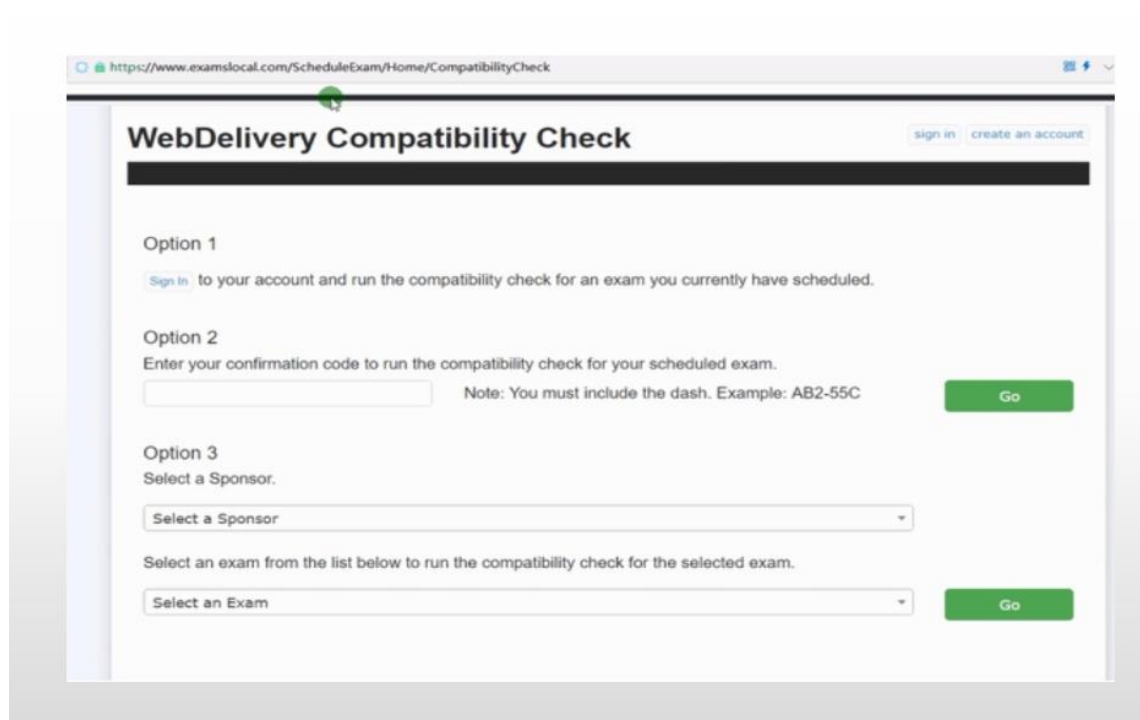 https://www.examslocal.com/ScheduleExam/Home/CompatibilityCheck
WebDelivery Compatibility Check
sign in create an account
Option 1
Sign In to your account and run the compatibility check for an exam you currently have scheduled.
Option 2
Enter your confirmation code to run the compatibility check for your scheduled exam.
Note: You must include the dash. Example: AB2-55C
Go
Option 3
Select a Sponsor.
Select a Sponsor
Select an exam from the list below to run the compatibility check for the selected exam.
Select an Exam
Go